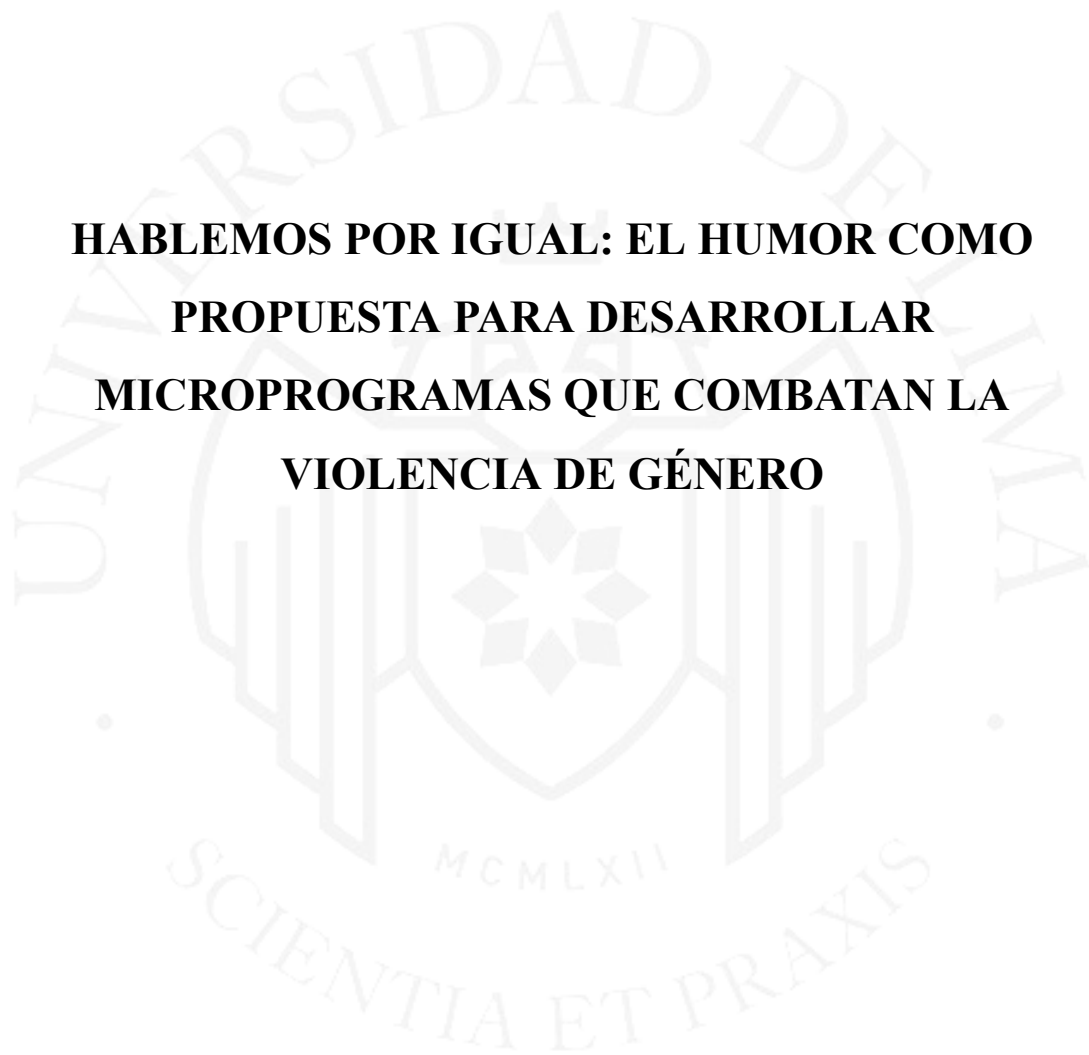 HABLEMOS POR IGUAL: EL HUMOR COMO
PROPUESTA PARA DESARROLLAR
MICROPROGRAMAS QUE COMBATAN LA
VIOLENCIA DE GÉNERO
UNIVERSIDAD DE LIMA
MCMLXII
SCIENTIA ET PRAXIS